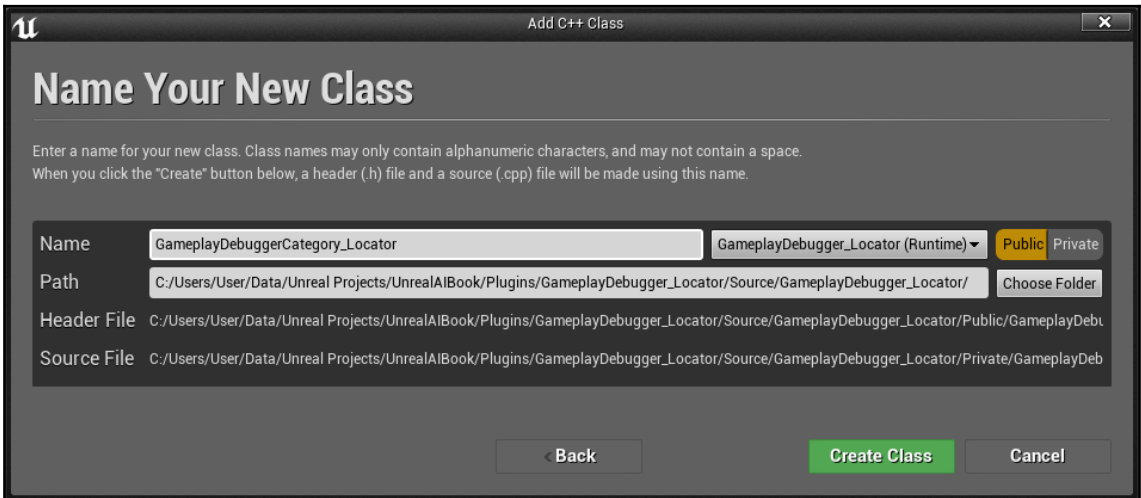 Add C++ Class
Name Your New Class
Enter a name for your new class. Class names may only contain alphanumeric characters, and may not contain a space.
When you click the "Create" button below, a header (.h) file and a source (.cpp) file will be made using this name.
Name GameplayDebuggerCategory_Locator GameplayDebugger_Locator (Runtime) Public Private
Path C:/Users/User/Data/Unreal Projects/UnrealAIBook/Plugins/GameplayDebugger_Locator/Source/GameplayDebugger_Locator/ Choose Folder
Header File C:/Users/User/Data/Unreal Projects/UnrealAIBook/Plugins/GameplayDebugger_Locator/Source/GameplayDebugger_Locator/Public/GameplayDebu
Source File C:/Users/User/Data/Unreal Projects/UnrealAIBook/Plugins/GameplayDebugger_Locator/Source/GameplayDebugger_Locator/Private/GameplayDeb
Back Create Class Cancel